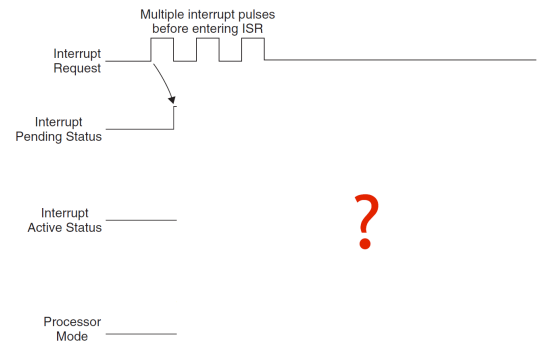 Multiple interrupt pulses
before entering ISR
Interrupt
Request
Interrupt
Pending Status
Interrupt
Active Status
?
Processor
Mode